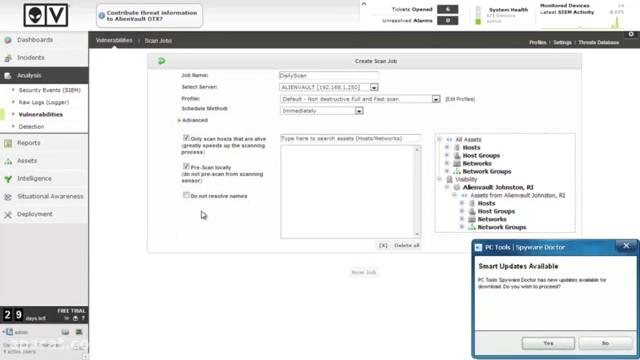 Contribute threat information
to AlienVault OTX?
Tickets Opened 6
Unresolved Alarms 0
System Health
Monitored Devices 14
Latest SIEM Activity
Dashboards
Incidents
Analysis
Security Events (SIEM)
Raw Logs (Logger)
Vulnerabilities
Detection
Reports
Assets
Intelligence
Situational Awareness
Deployment
29 days left
FREE TRIAL
admin
Vulnerabilities Scan Jobs
Profiles | Settings | Threats Database
Create Scan Job
Job Name: DailyScan
Select Server: ALIENVAULT [192.168.1.250]
Profile: Default - Non destructive Full and Fast scan [Edit Profiles]
Schedule Method: Immediately
Advanced
Only scan hosts that are alive
(greatly speeds up the scanning
process)
Pre-Scan locally
(do not pre-scan from scanning
sensor)
Do not resolve names
Type here to search assets (Hosts/Networks)
[X] Delete all
All Assets
Hosts
Host Groups
Networks
Network Groups
Visibility
Alienvault Johnston, RI
Assets from Alienvault Johnston, RI
Hosts
Host Groups
Networks
Network Groups
New Job
PC Tools | Spyware Doctor
Smart Updates Available
PC Tools Spyware Doctor has new updates available for
download. Do you wish to proceed?
Yes No